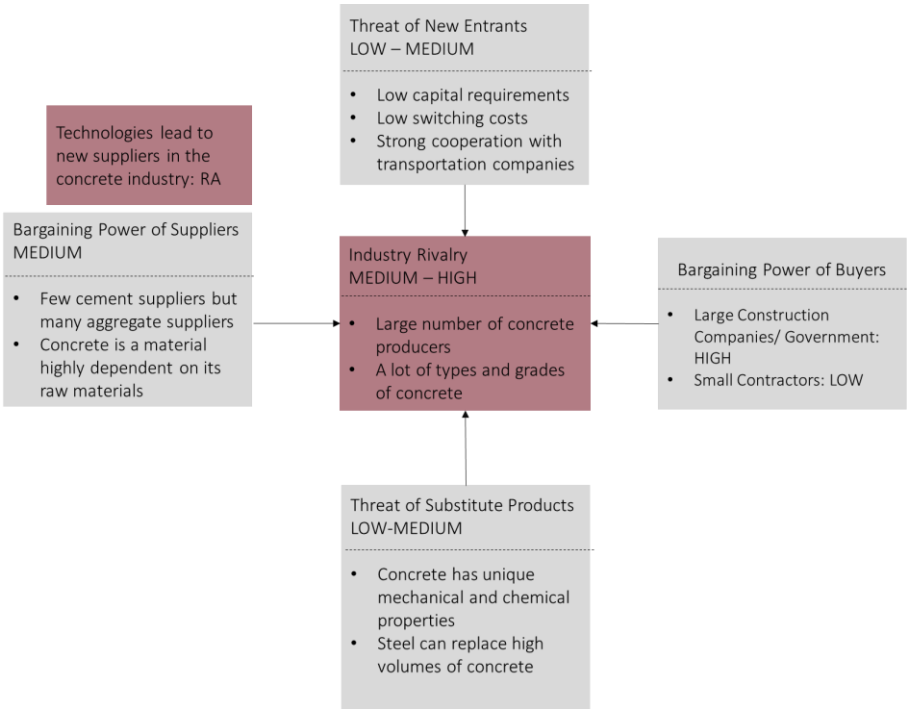 Threat of New Entrants
LOW – MEDIUM
• Low capital requirements
• Low switching costs
• Strong cooperation with
transportation companies
Technologies lead to
new suppliers in the
concrete industry: RA
Bargaining Power of Suppliers
MEDIUM
• Few cement suppliers but
many aggregate suppliers
• Concrete is a material
highly dependent on its
raw materials
Industry Rivalry
MEDIUM – HIGH
• Large number of concrete
producers
• A lot of types and grades
of concrete
Bargaining Power of Buyers
• Large Construction
Companies/ Government:
HIGH
• Small Contractors: LOW
Threat of Substitute Products
LOW-MEDIUM
• Concrete has unique
mechanical and chemical
properties
• Steel can replace high
volumes of concrete